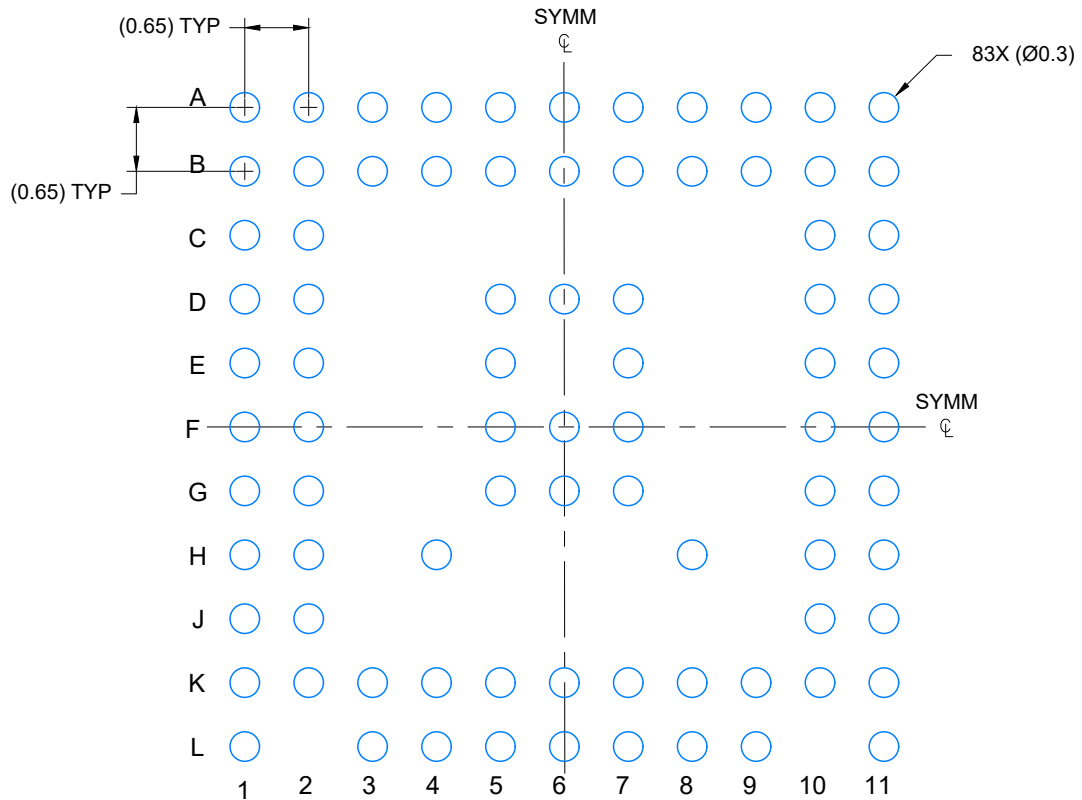 (0.65) TYP
SYMM
℄
83X (Ø0.3)
A
B
(0.65) TYP
C
D
E
SYMM
℄
F
G
H
J
K
L
1 2 3 4 5 6 7 8 9 10 11